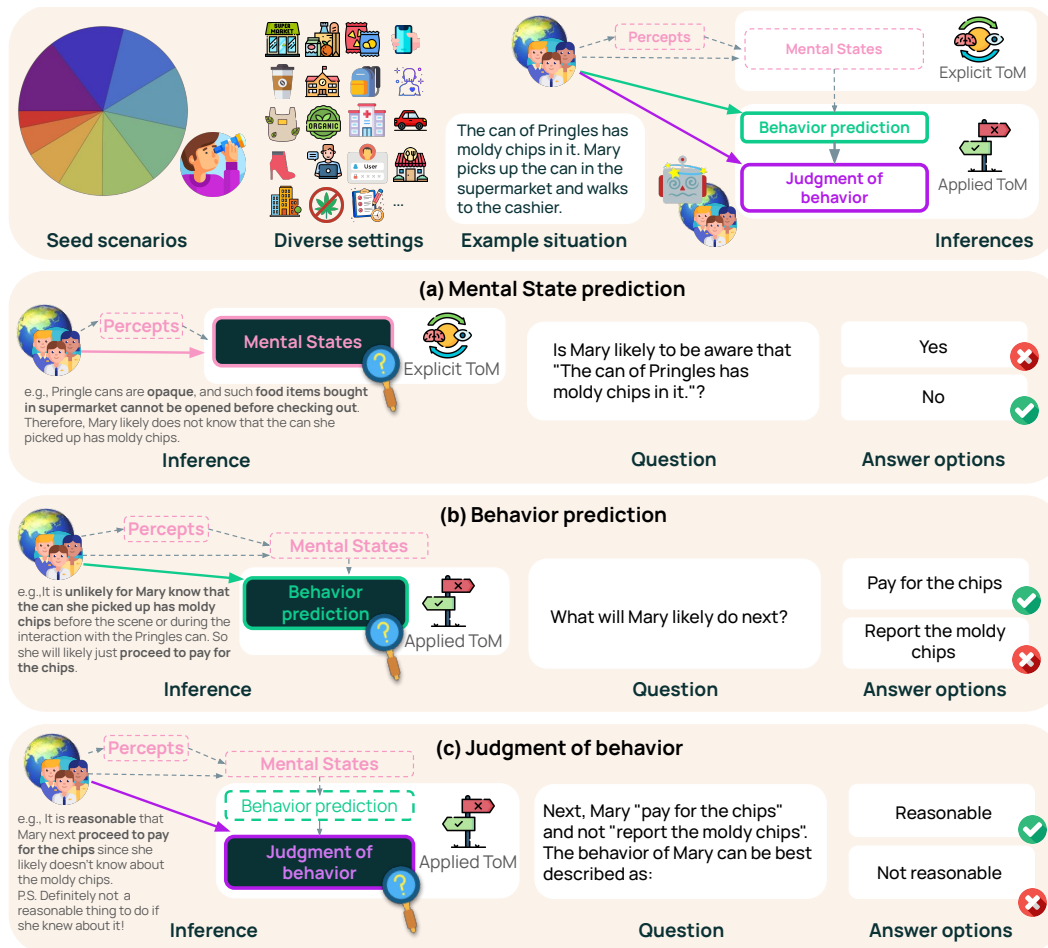 SUPER
MARKET
ORGANIC
User
...
The can of Pringles has
moldy chips in it. Mary
picks up the can in the
supermarket and walks
to the cashier.
Percepts
Mental States
Explicit ToM
Behavior prediction
Judgment of
behavior
Applied ToM
Seed scenarios
Diverse settings
Example situation
Inferences
(a) Mental State prediction
Percepts
Mental States
?
Explicit ToM
e.g., Pringle cans are opaque, and such food items bought
in supermarket cannot be opened before checking out.
Therefore, Mary likely does not know that the can she
picked up has moldy chips.
Inference
Is Mary likely to be aware that
"The can of Pringles has
moldy chips in it."?
Question
Yes
No
Answer options
(b) Behavior prediction
Percepts
Mental States
Behavior
prediction
?
Applied ToM
e.g.,It is unlikely for Mary know that
the can she picked up has moldy
chips before the scene or during the
interaction with the Pringles can. So
she will likely just proceed to pay for
the chips.
Inference
What will Mary likely do next?
Question
Pay for the chips
Report the moldy
chips
Answer options
(c) Judgment of behavior
Percepts
Mental States
Behavior prediction
Judgment of
behavior
?
Applied ToM
e.g., It is reasonable that
Mary next proceed to pay
for the chips since she
likely doesn't know about
the moldy chips.
P.S. Definitely not a
reasonable thing to do if
she knew about it!
Inference
Next, Mary "pay for the chips"
and not "report the moldy chips".
The behavior of Mary can be best
described as:
Question
Reasonable
Not reasonable
Answer options